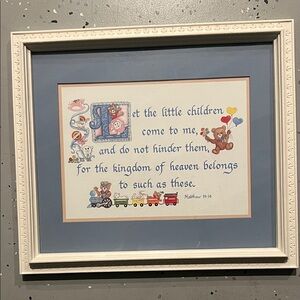 Let the little children
come to me,
and do not hinder them,
for the kingdom of heaven belongs
to such as these.
Matthew 19:14